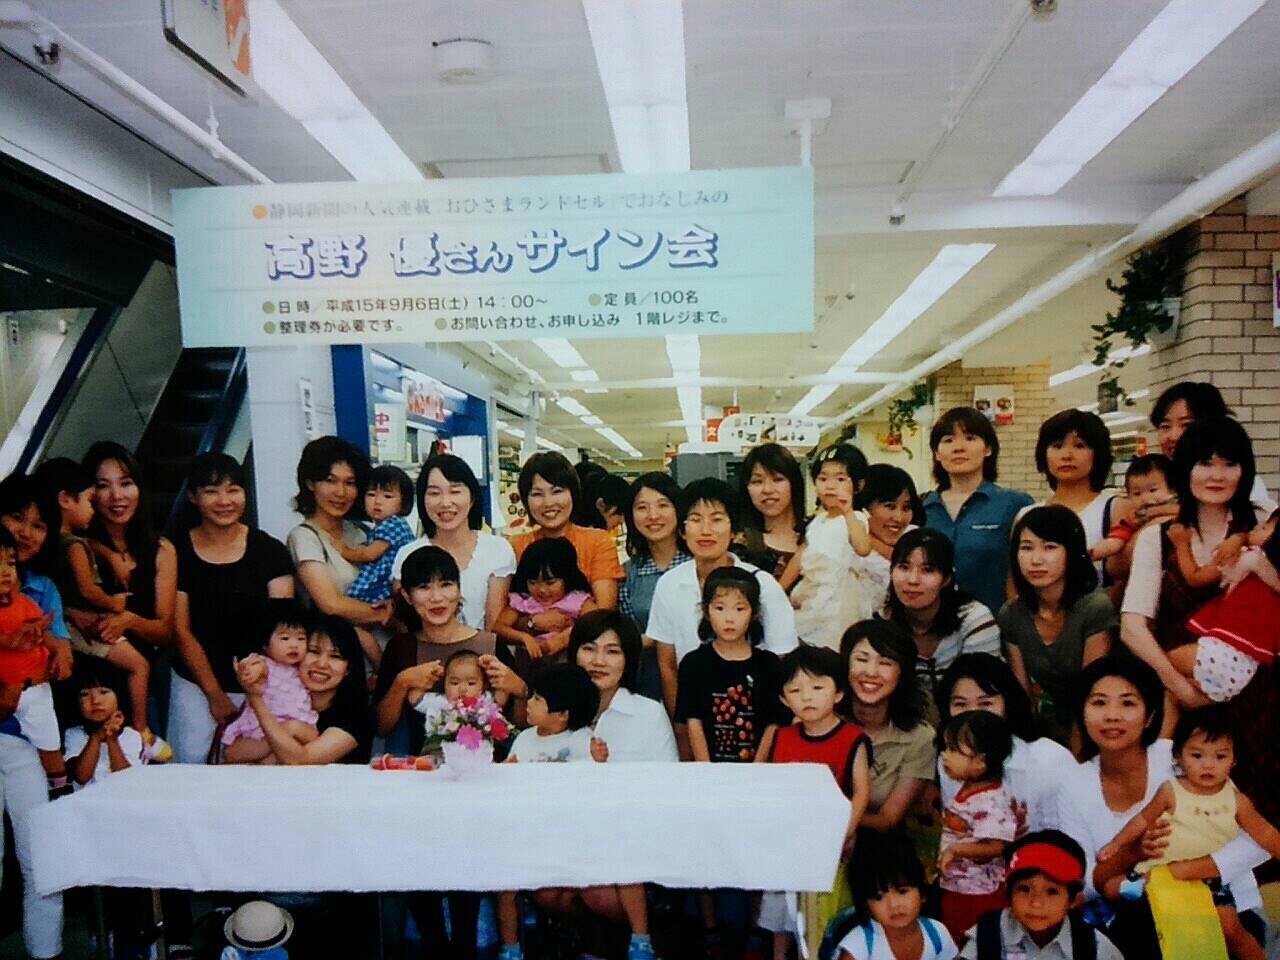 ●静岡新聞の人気連載「おひさまランドセル」でおなじみの
高野 優さんサイン会
●日 時／平成15年9月6日(土) 14：00～ ●定 員／100名
●整理券が必要です。 ●お問い合わせ、お申し込み 1階レジまで。
中
文